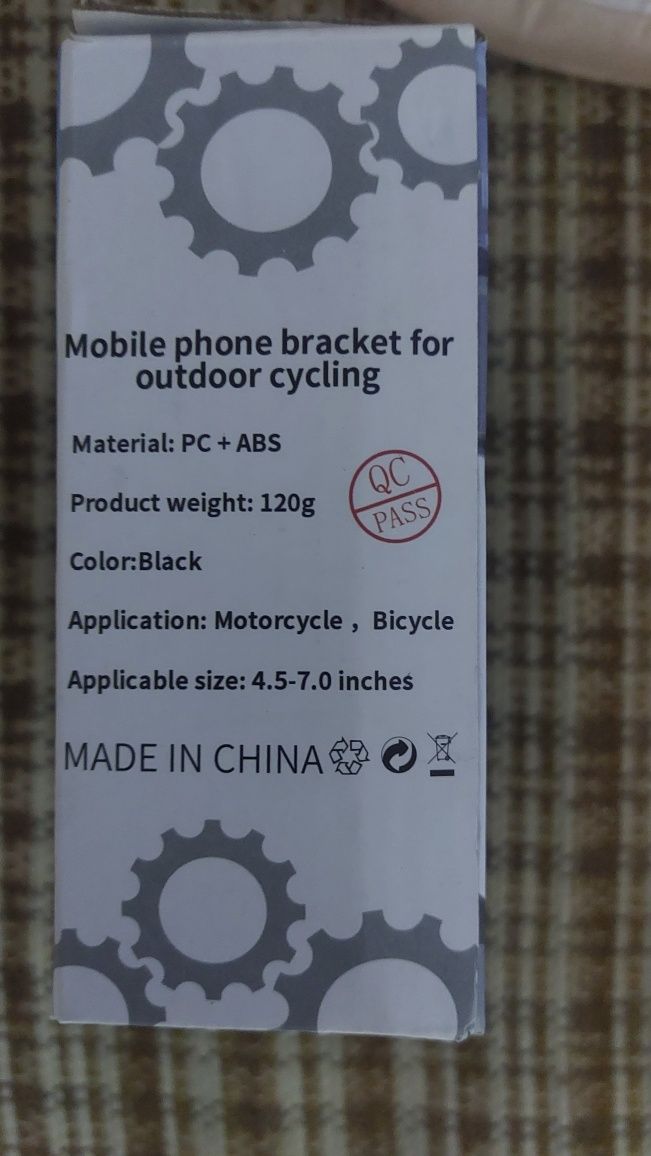 Mobile phone bracket for
outdoor cycling
Material: PC + ABS
QC
PASS
Product weight: 120g
Color:Black
Application: Motorcycle , Bicycle
Applicable size: 4.5-7.0 inches
MADE IN CHINA